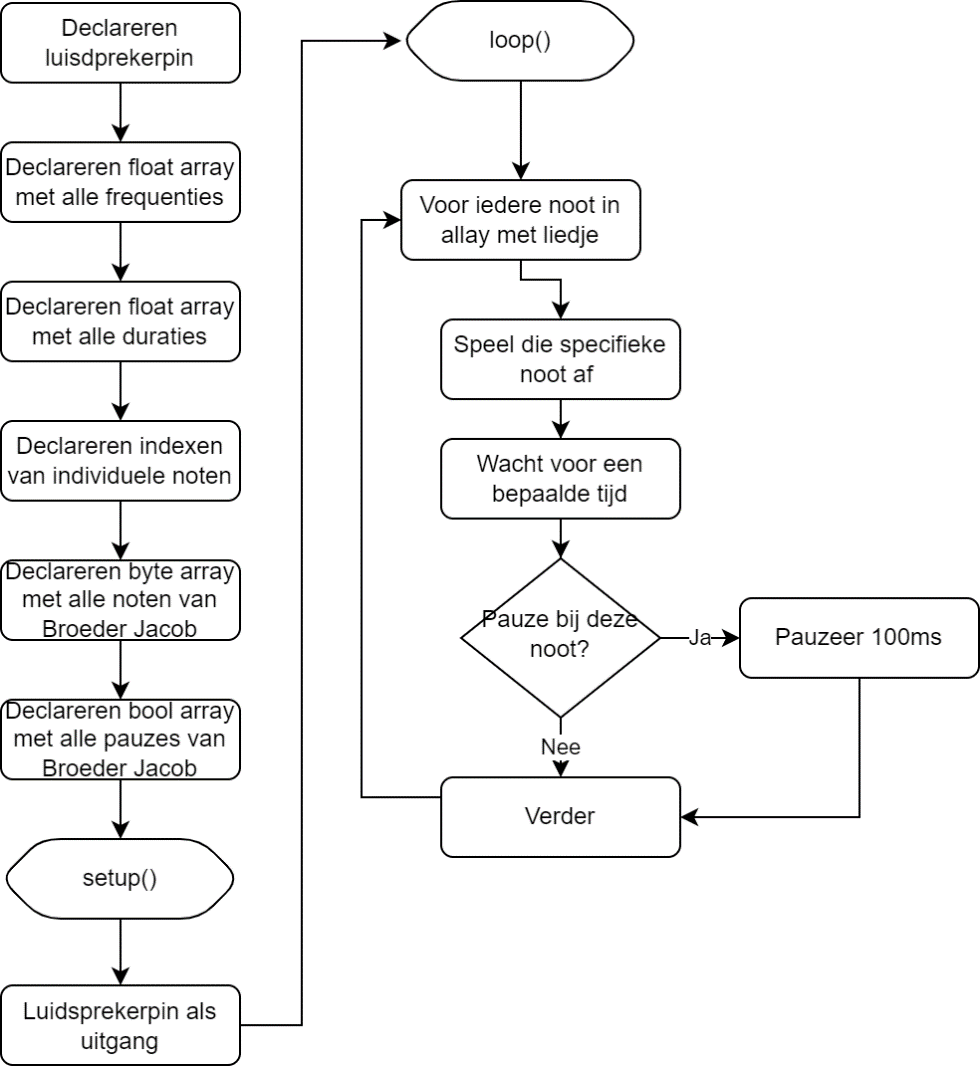 Declareren
luisdprekerpin
Declareren float array
met alle frequenties
Declareren float array
met alle duraties
Declareren indexen
van individuele noten
Declareren byte array
met alle noten van
Broeder Jacob
Declareren bool array
met alle pauzes van
Broeder Jacob
setup()
Luidsprekerpin als
uitgang
loop()
Voor iedere noot in
allay met liedje
Speel die specifieke
noot af
Wacht voor een
bepaalde tijd
Pauze bij deze
noot?
Ja
Pauzeer 100ms
Nee
Verder